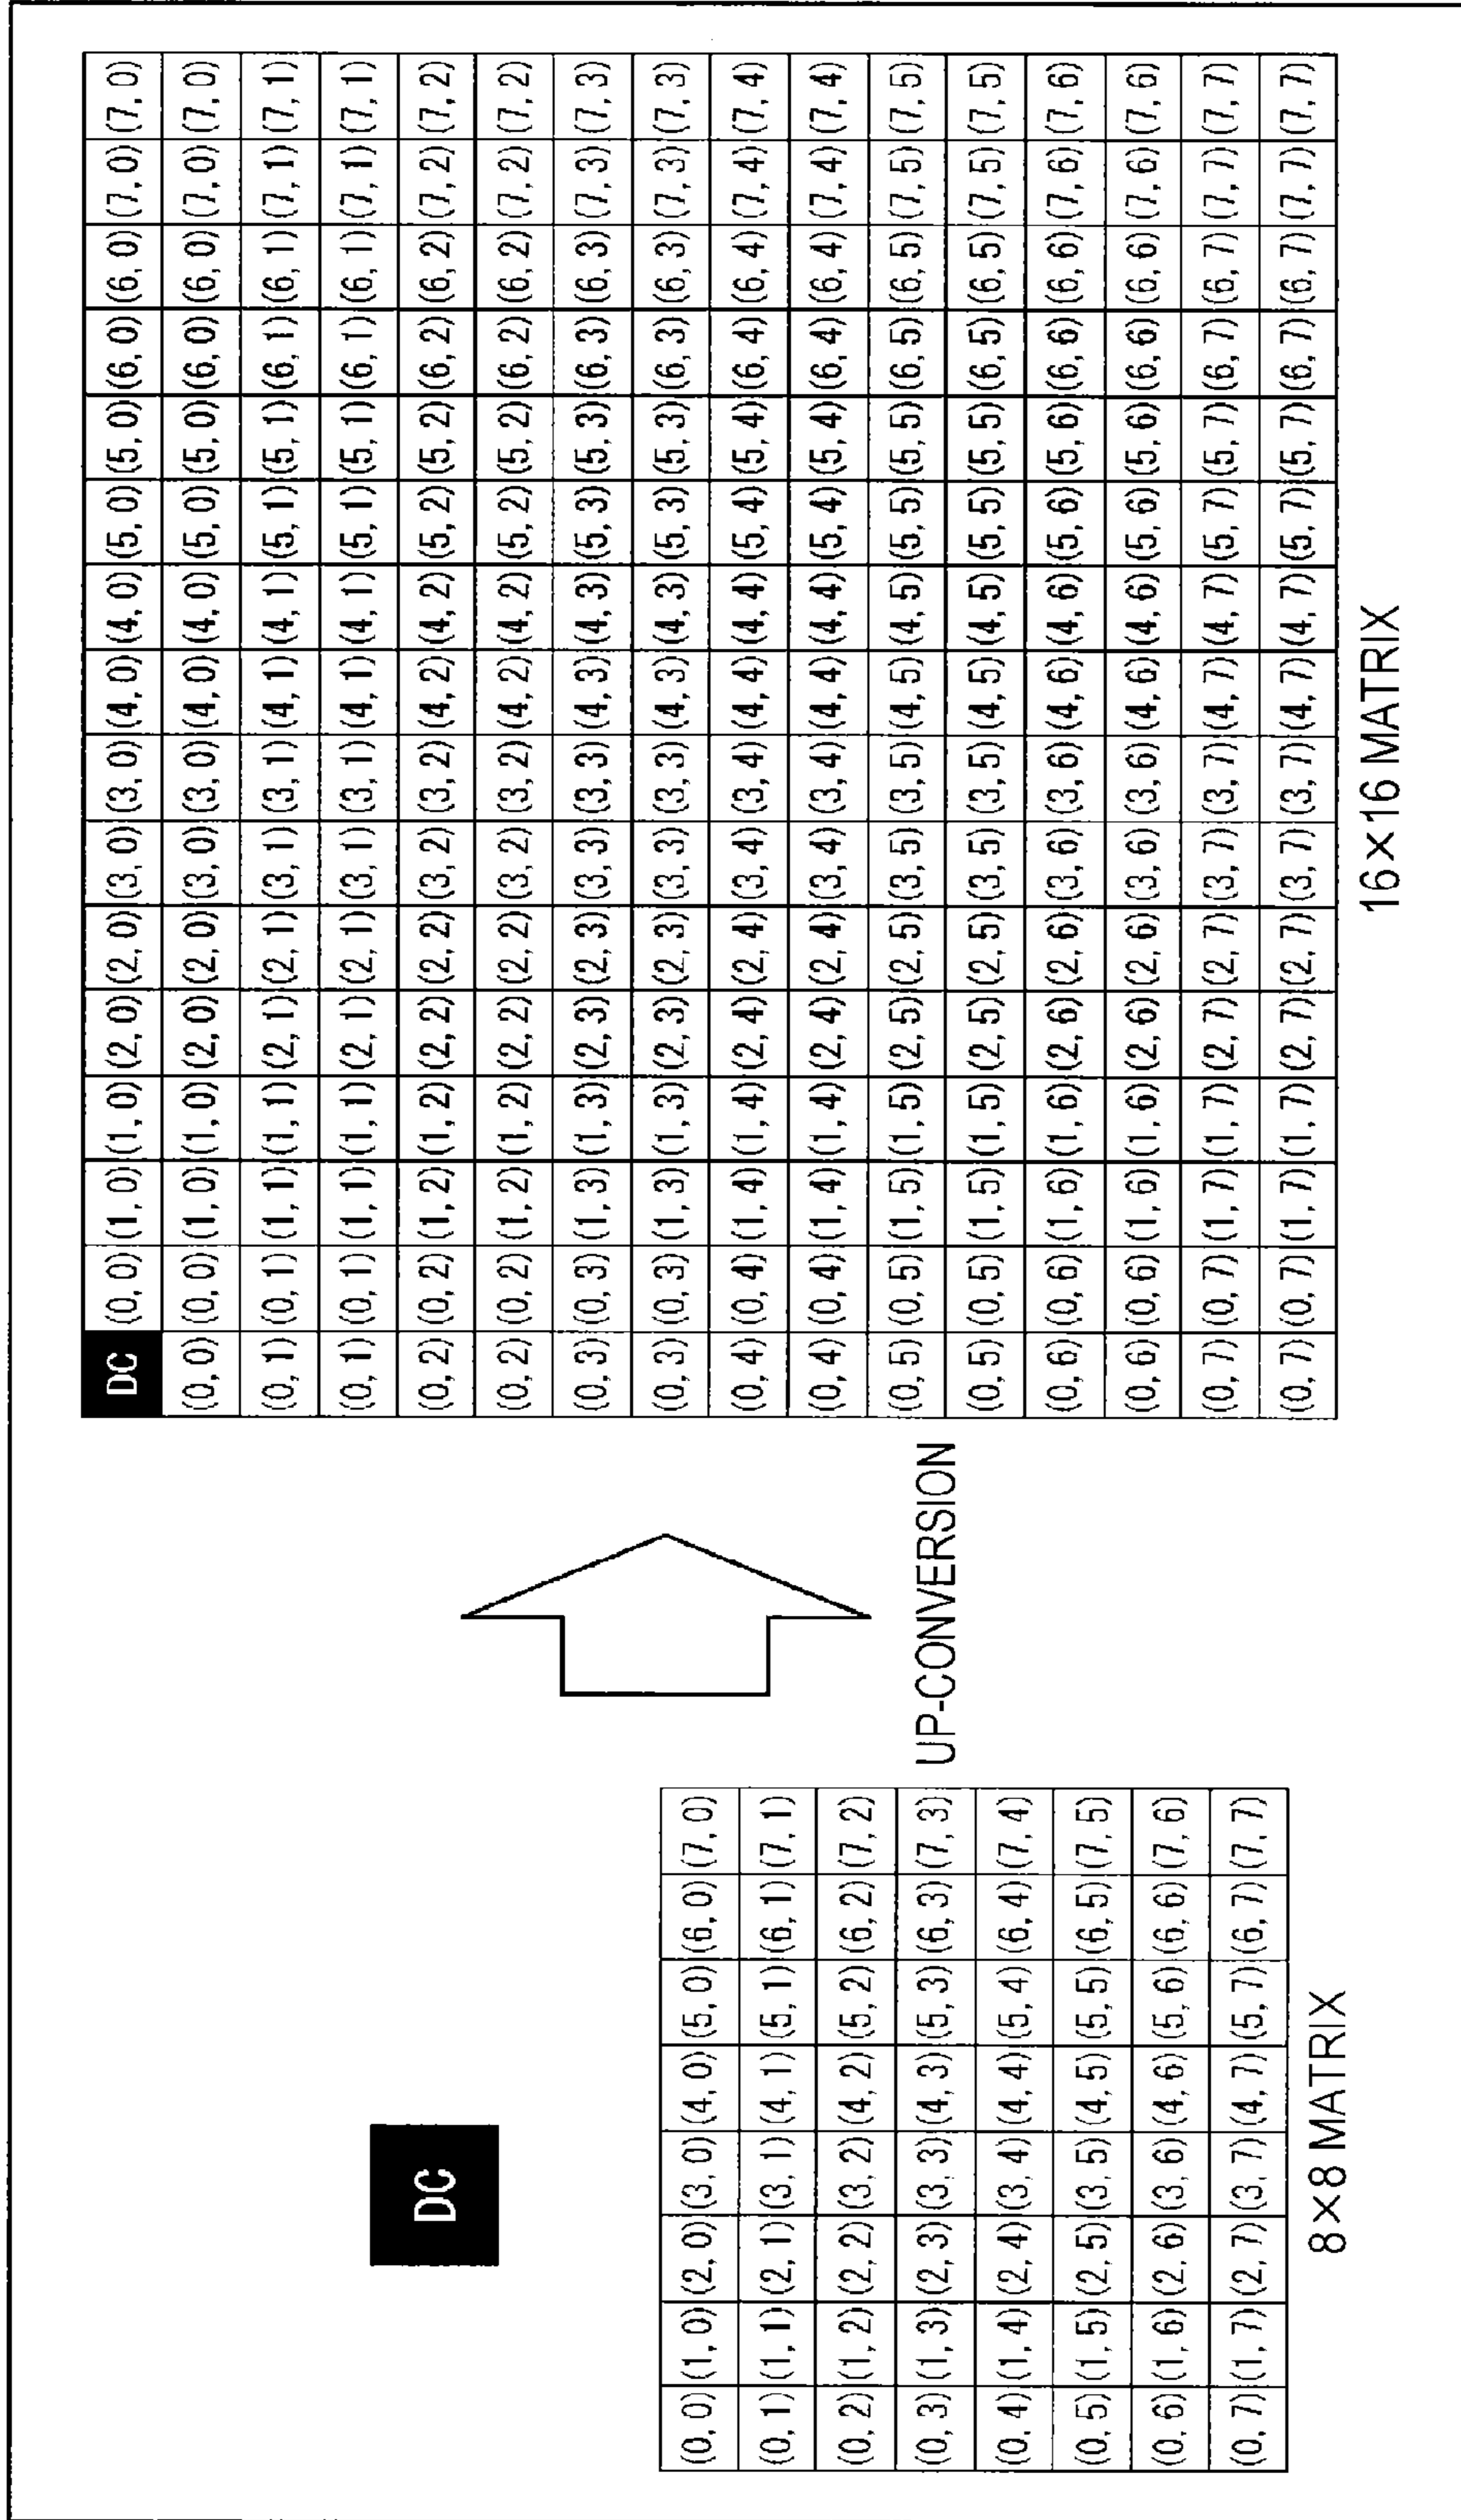 DC
(0, 0) (1, 0) (2, 0) (3, 0) (4, 0) (5, 0) (6, 0) (7, 0)
(0, 1) (1, 1) (2, 1) (3, 1) (4, 1) (5, 1) (6, 1) (7, 1)
(0, 2) (1, 2) (2, 2) (3, 2) (4, 2) (5, 2) (6, 2) (7, 2)
(0, 3) (1, 3) (2, 3) (3, 3) (4, 3) (5, 3) (6, 3) (7, 3)
(0, 4) (1, 4) (2, 4) (3, 4) (4, 4) (5, 4) (6, 4) (7, 4)
(0, 5) (1, 5) (2, 5) (3, 5) (4, 5) (5, 5) (6, 5) (7, 5)
(0, 6) (1, 6) (2, 6) (3, 6) (4, 6) (5, 6) (6, 6) (7, 6)
(0, 7) (1, 7) (2, 7) (3, 7) (4, 7) (5, 7) (6, 7) (7, 7)
8×8 MATRIX
UP-CONVERSION
DC (0, 0) (1, 0) (1, 0) (2, 0) (2, 0) (3, 0) (3, 0) (4, 0) (4, 0) (5, 0) (5, 0) (6, 0) (6, 0) (7, 0) (7, 0)
(0, 0) (0, 0) (1, 0) (1, 0) (2, 0) (2, 0) (3, 0) (3, 0) (4, 0) (4, 0) (5, 0) (5, 0) (6, 0) (6, 0) (7, 0) (7, 0)
(0, 1) (0, 1) (1, 1) (1, 1) (2, 1) (2, 1) (3, 1) (3, 1) (4, 1) (4, 1) (5, 1) (5, 1) (6, 1) (6, 1) (7, 1) (7, 1)
(0, 1) (0, 1) (1, 1) (1, 1) (2, 1) (2, 1) (3, 1) (3, 1) (4, 1) (4, 1) (5, 1) (5, 1) (6, 1) (6, 1) (7, 1) (7, 1)
(0, 2) (0, 2) (1, 2) (1, 2) (2, 2) (2, 2) (3, 2) (3, 2) (4, 2) (4, 2) (5, 2) (5, 2) (6, 2) (6, 2) (7, 2) (7, 2)
(0, 2) (0, 2) (1, 2) (1, 2) (2, 2) (2, 2) (3, 2) (3, 2) (4, 2) (4, 2) (5, 2) (5, 2) (6, 2) (6, 2) (7, 2) (7, 2)
(0, 3) (0, 3) (1, 3) (1, 3) (2, 3) (2, 3) (3, 3) (3, 3) (4, 3) (4, 3) (5, 3) (5, 3) (6, 3) (6, 3) (7, 3) (7, 3)
(0, 3) (0, 3) (1, 3) (1, 3) (2, 3) (2, 3) (3, 3) (3, 3) (4, 3) (4, 3) (5, 3) (5, 3) (6, 3) (6, 3) (7, 3) (7, 3)
(0, 4) (0, 4) (1, 4) (1, 4) (2, 4) (2, 4) (3, 4) (3, 4) (4, 4) (4, 4) (5, 4) (5, 4) (6, 4) (6, 4) (7, 4) (7, 4)
(0, 4) (0, 4) (1, 4) (1, 4) (2, 4) (2, 4) (3, 4) (3, 4) (4, 4) (4, 4) (5, 4) (5, 4) (6, 4) (6, 4) (7, 4) (7, 4)
(0, 5) (0, 5) (1, 5) (1, 5) (2, 5) (2, 5) (3, 5) (3, 5) (4, 5) (4, 5) (5, 5) (5, 5) (6, 5) (6, 5) (7, 5) (7, 5)
(0, 5) (0, 5) (1, 5) (1, 5) (2, 5) (2, 5) (3, 5) (3, 5) (4, 5) (4, 5) (5, 5) (5, 5) (6, 5) (6, 5) (7, 5) (7, 5)
(0, 6) (0, 6) (1, 6) (1, 6) (2, 6) (2, 6) (3, 6) (3, 6) (4, 6) (4, 6) (5, 6) (5, 6) (6, 6) (6, 6) (7, 6) (7, 6)
(0, 6) (0, 6) (1, 6) (1, 6) (2, 6) (2, 6) (3, 6) (3, 6) (4, 6) (4, 6) (5, 6) (5, 6) (6, 6) (6, 6) (7, 6) (7, 6)
(0, 7) (0, 7) (1, 7) (1, 7) (2, 7) (2, 7) (3, 7) (3, 7) (4, 7) (4, 7) (5, 7) (5, 7) (6, 7) (6, 7) (7, 7) (7, 7)
(0, 7) (0, 7) (1, 7) (1, 7) (2, 7) (2, 7) (3, 7) (3, 7) (4, 7) (4, 7) (5, 7) (5, 7) (6, 7) (6, 7) (7, 7) (7, 7)
16×16 MATRIX